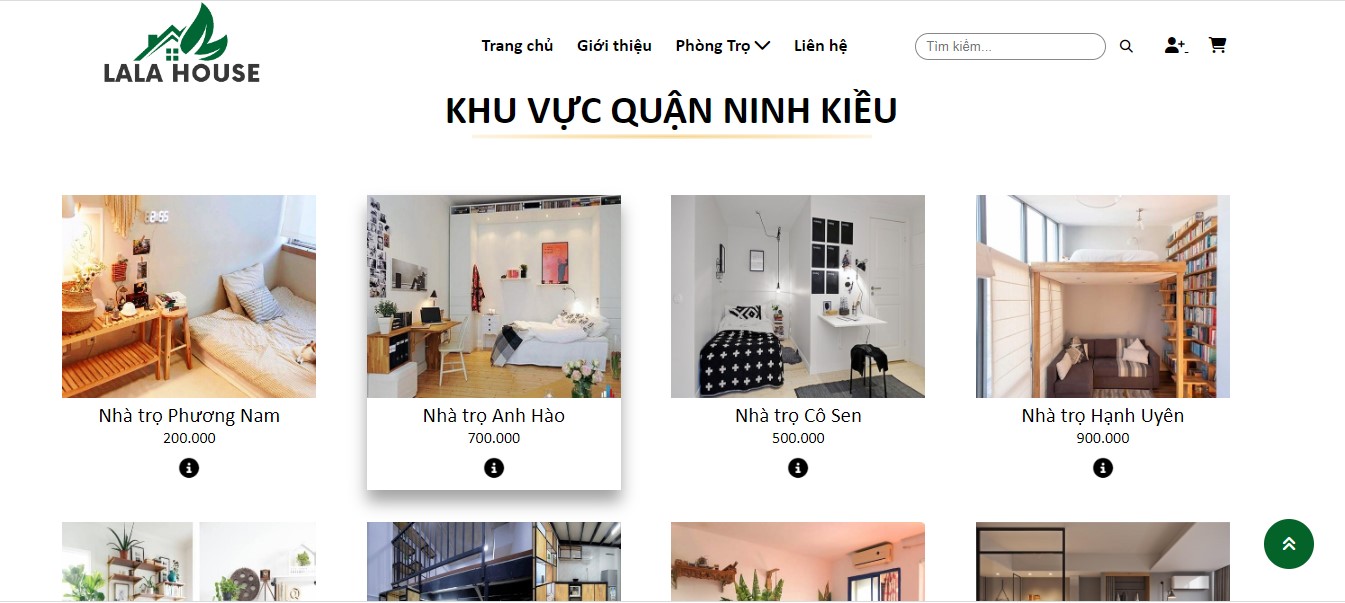 LALA HOUSE
Trang chủ Giới thiệu Phòng Trọ Liên hệ Tìm kiếm...
KHU VỰC QUẬN NINH KIỀU
Nhà trọ Phương Nam
200.000
Nhà trọ Anh Hào
700.000
Nhà trọ Cô Sen
500.000
Nhà trọ Hạnh Uyên
900.000